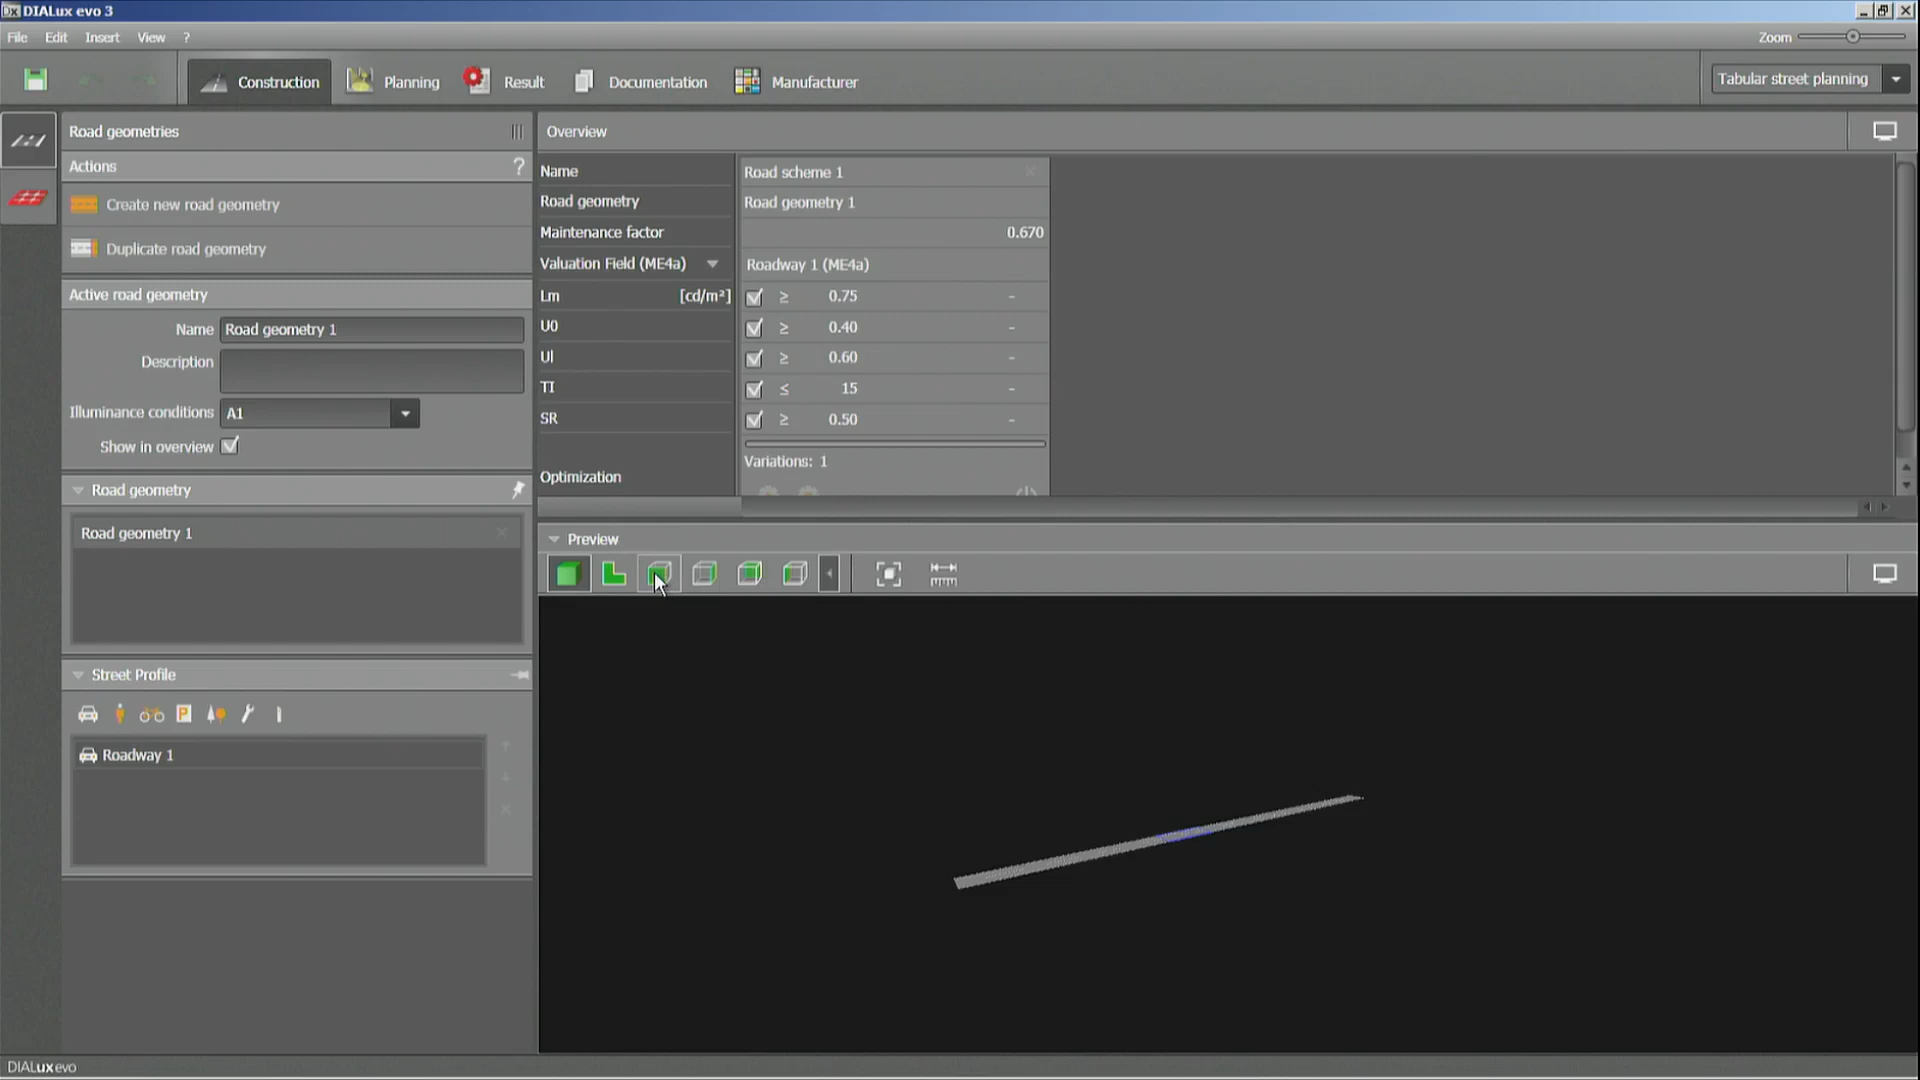 Dx DIALux evo 3
File Edit Insert View ?
Zoom
Construction Planning Result Documentation Manufacturer
Tabular street planning
Road geometries
Actions ?
Create new road geometry
Duplicate road geometry
Active road geometry
Name Road geometry 1
Description
Illuminance conditions A1
Show in overview
Road geometry
Road geometry 1
Street Profile
P
Roadway 1
Overview
Name Road scheme 1
Road geometry Road geometry 1
Maintenance factor 0.670
Valuation Field (ME4a) Roadway 1 (ME4a)
Lm [cd/m²] ≥ 0.75 -
U0 ≥ 0.40 -
Ul ≥ 0.60 -
TI ≤ 15 -
SR ≥ 0.50 -
Variations: 1
Optimization
Preview
DIALux evo